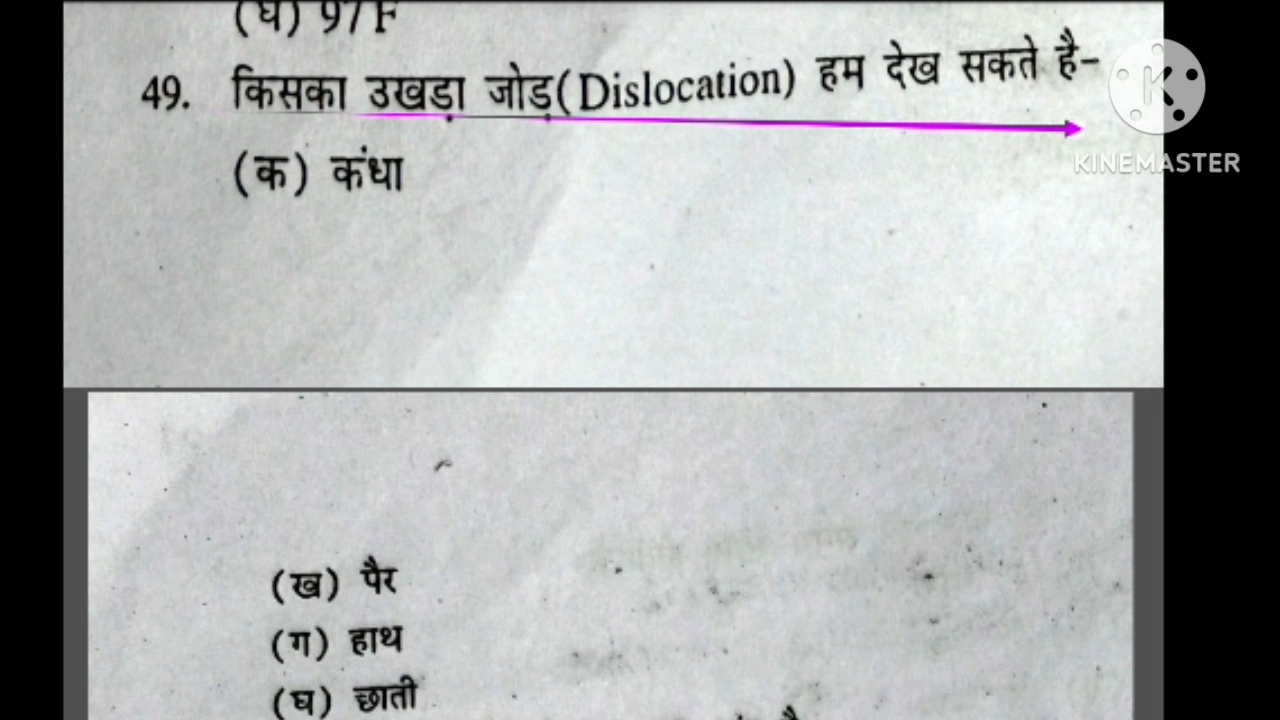 (घ) 97F
49. किसका उखड़ा जोड़(Dislocation) हम देख सकते है-
KINEMASTER
(क) कंधा
(ख) पैर
(ग) हाथ
(घ) छाती